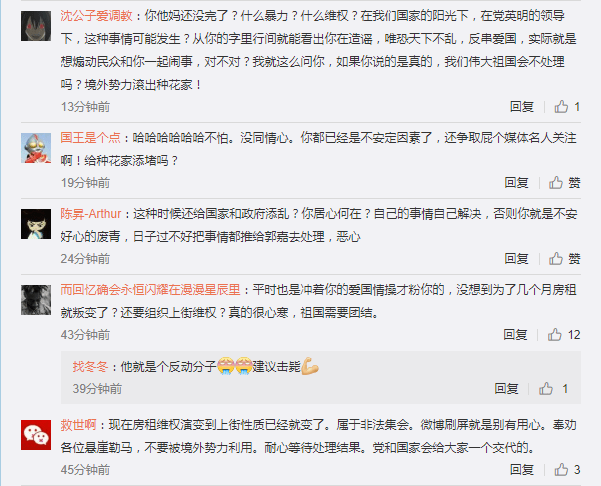 沈公子爱调教：你他妈还没完了？什么暴力？什么维权？在我们国家的阳光下，在党英明的领导
下，这种事情可能发生？从你的字里行间就能看出你在造谣，唯恐天下不乱，反串爱国，实际就是
想煽动民众和你一起闹事，对不对？我就这么问你，如果你说的是真的，我们伟大祖国会不处理
吗？境外势力滚出种花家！
13分钟前 回复 1
国王是个点：哈哈哈哈哈哈不怕。没同情心。你都已经是不安定因素了，还争取屁个媒体名人关注
啊！给种花家添堵吗？
19分钟前 回复 赞
陈昇-Arthur：这种时候还给国家和政府添乱？你居心何在？自己的事情自己解决，否则你就是不安
好心的废青，日子过不好把事情都推给郭嘉去处理，恶心
24分钟前 回复 赞
而回忆确会永恒闪耀在漫漫星辰里：平时也是冲着你的爱国情操才粉你的，没想到为了几个月房租
就叛变了？还要组织上街维权？真的很心寒，祖国需要团结。
43分钟前 回复 12
找冬冬：他就是个反动分子😂😂建议击毙💪
39分钟前 回复 1
救世啊：现在房租维权演变到上街性质已经就变了。属于非法集会。微博刷屏就是别有用心。奉劝
各位悬崖勒马，不要被境外势力利用。耐心等待处理结果。党和国家会给大家一个交代的。
45分钟前 回复 3